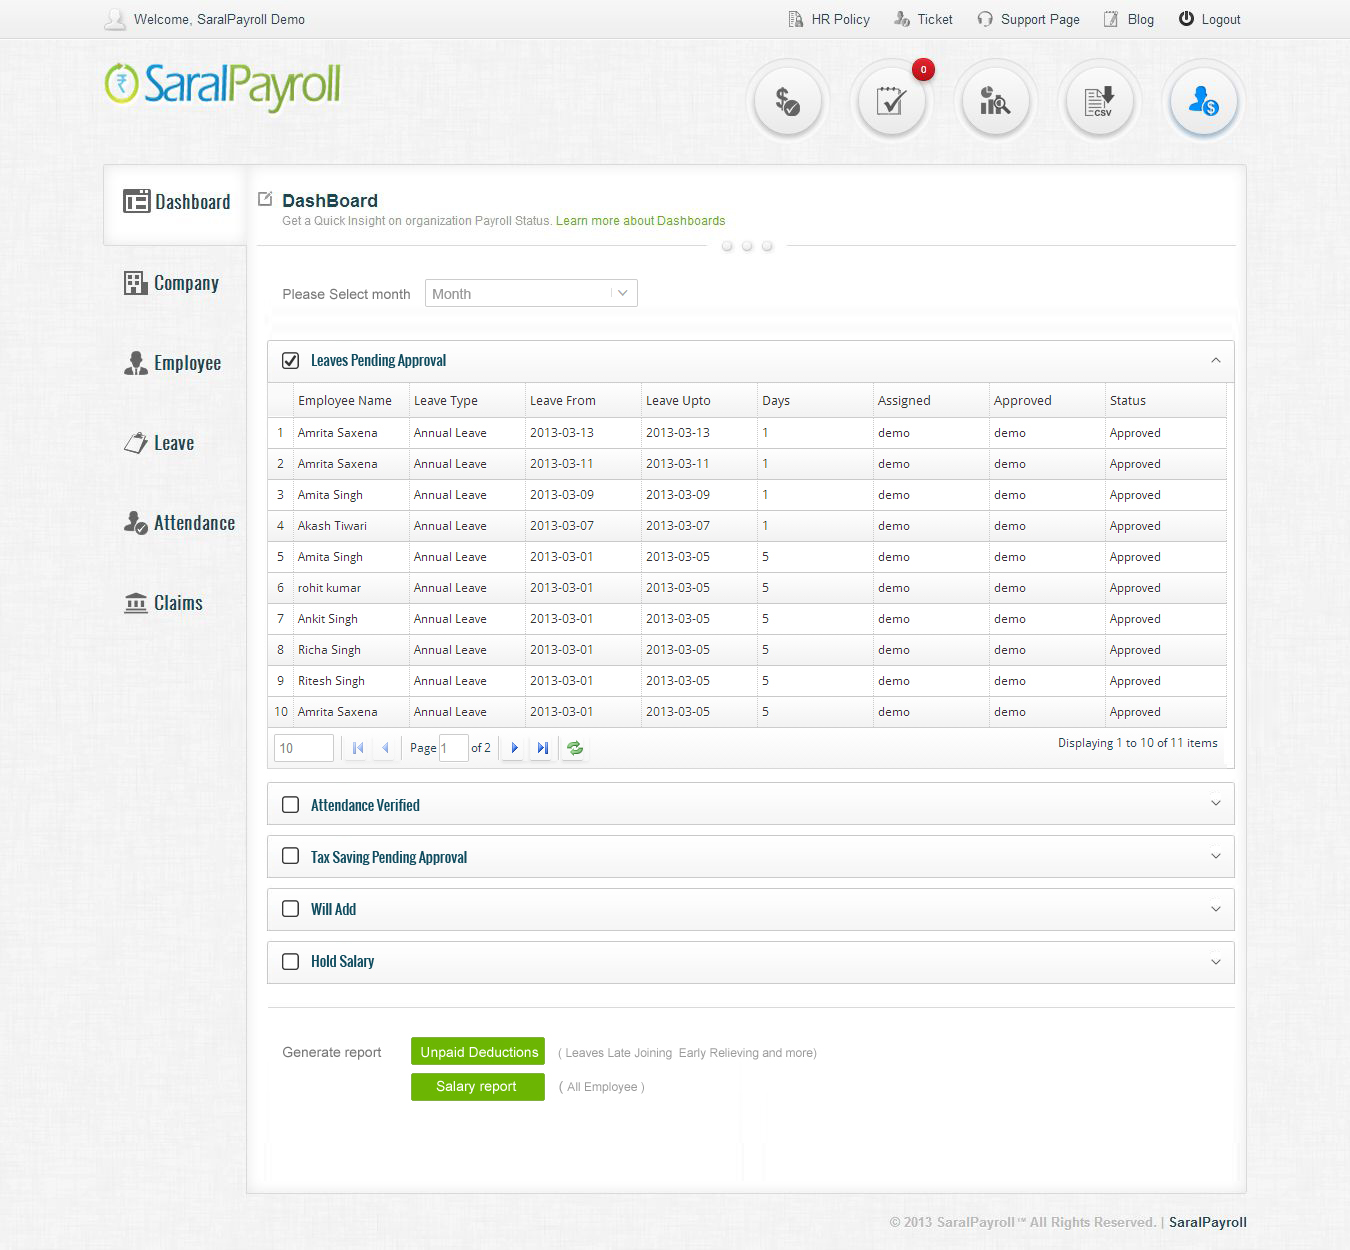 Welcome, SaralPayroll Demo
HR Policy Ticket Support Page Blog Logout
₹ SaralPayroll
0
$ CSV $
Dashboard
Company
Employee
Leave
Attendance
Claims
DashBoard
Get a Quick Insight on organization Payroll Status. Learn more about Dashboards
Please Select month Month
Leaves Pending Approval
Employee Name Leave Type Leave From Leave Upto Days Assigned Approved Status
1 Amrita Saxena Annual Leave 2013-03-13 2013-03-13 1 demo demo Approved
2 Amrita Saxena Annual Leave 2013-03-11 2013-03-11 1 demo demo Approved
3 Amita Singh Annual Leave 2013-03-09 2013-03-09 1 demo demo Approved
4 Akash Tiwari Annual Leave 2013-03-07 2013-03-07 1 demo demo Approved
5 Amita Singh Annual Leave 2013-03-01 2013-03-05 5 demo demo Approved
6 rohit kumar Annual Leave 2013-03-01 2013-03-05 5 demo demo Approved
7 Ankit Singh Annual Leave 2013-03-01 2013-03-05 5 demo demo Approved
8 Richa Singh Annual Leave 2013-03-01 2013-03-05 5 demo demo Approved
9 Ritesh Singh Annual Leave 2013-03-01 2013-03-05 5 demo demo Approved
10 Amrita Saxena Annual Leave 2013-03-01 2013-03-05 5 demo demo Approved
10 Page 1 of 2 Displaying 1 to 10 of 11 items
Attendance Verified
Tax Saving Pending Approval
Will Add
Hold Salary
Generate report Unpaid Deductions ( Leaves Late Joining Early Relieving and more)
Salary report ( All Employee )
© 2013 SaralPayroll™ All Rights Reserved. | SaralPayroll